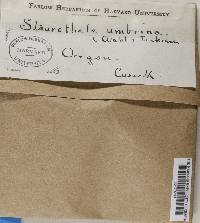 FARLOW HERBARIUM OF HARVARD UNIVERSITY
Staurothele umbrina.
(Wahl.) Tuckerm
Oregon.
Cusick